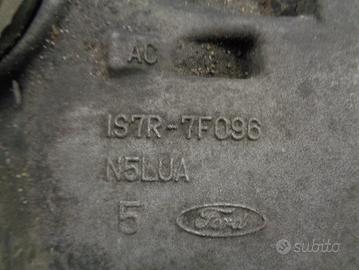 AC
1S7R-7F096
N5LUA
5 Ford
subito